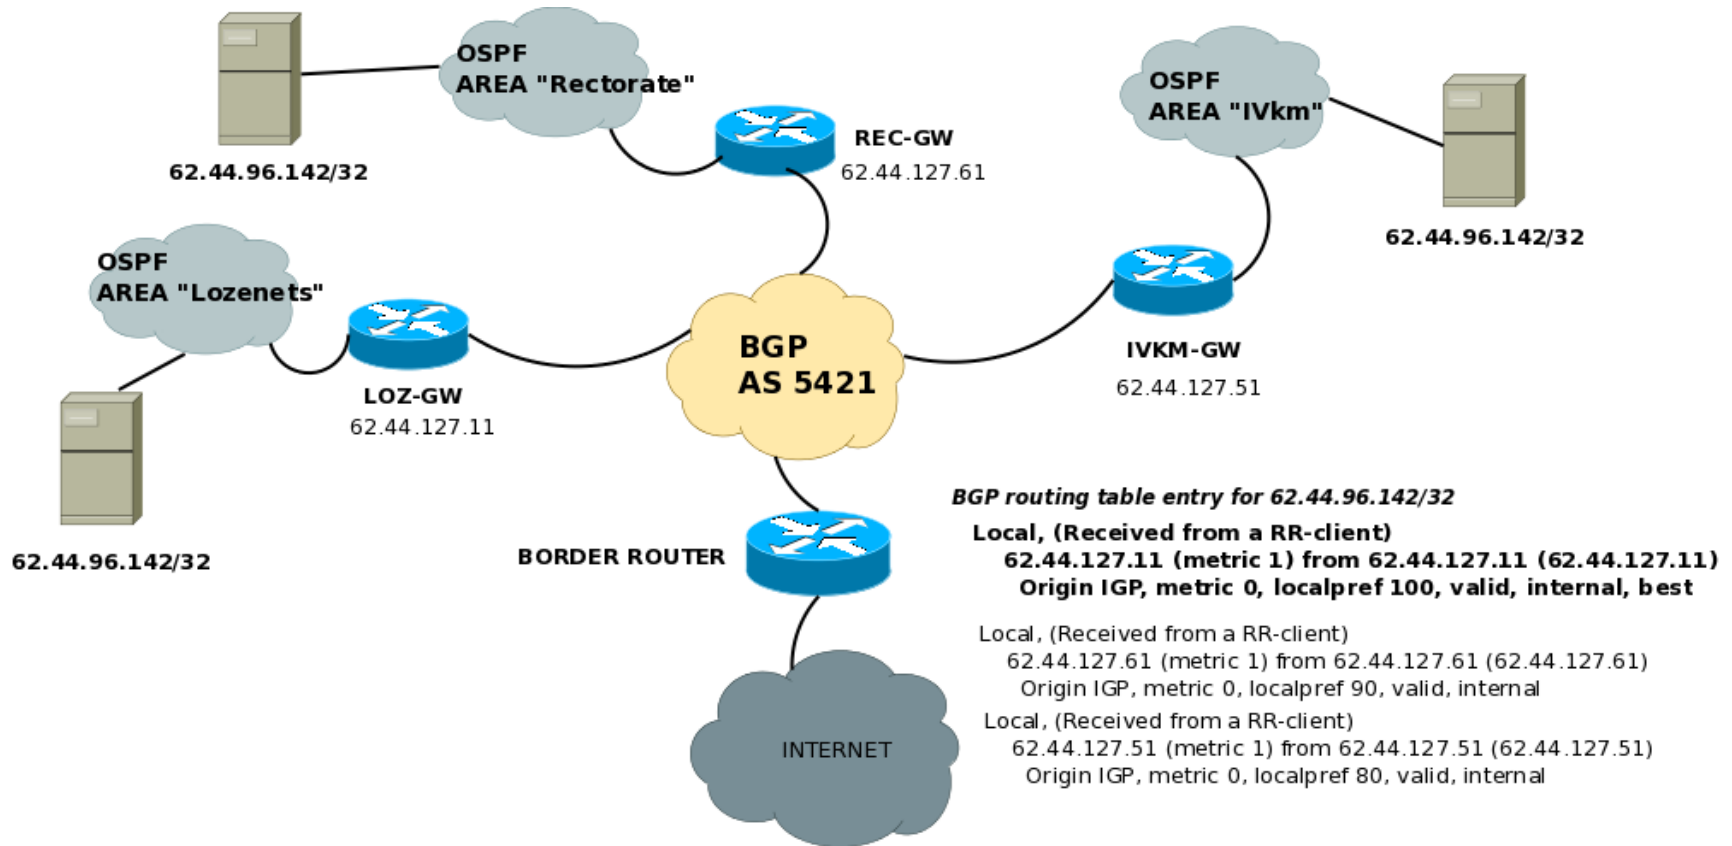 OSPF
AREA "Rectorate"
62.44.96.142/32
REC-GW
62.44.127.61
OSPF
AREA "IVkm"
62.44.96.142/32
OSPF
AREA "Lozenets"
LOZ-GW
62.44.127.11
62.44.96.142/32
BGP
AS 5421
IVKM-GW
62.44.127.51
BORDER ROUTER
INTERNET
BGP routing table entry for 62.44.96.142/32
Local, (Received from a RR-client)
62.44.127.11 (metric 1) from 62.44.127.11 (62.44.127.11)
Origin IGP, metric 0, localpref 100, valid, internal, best
Local, (Received from a RR-client)
62.44.127.61 (metric 1) from 62.44.127.61 (62.44.127.61)
Origin IGP, metric 0, localpref 90, valid, internal
Local, (Received from a RR-client)
62.44.127.51 (metric 1) from 62.44.127.51 (62.44.127.51)
Origin IGP, metric 0, localpref 80, valid, internal